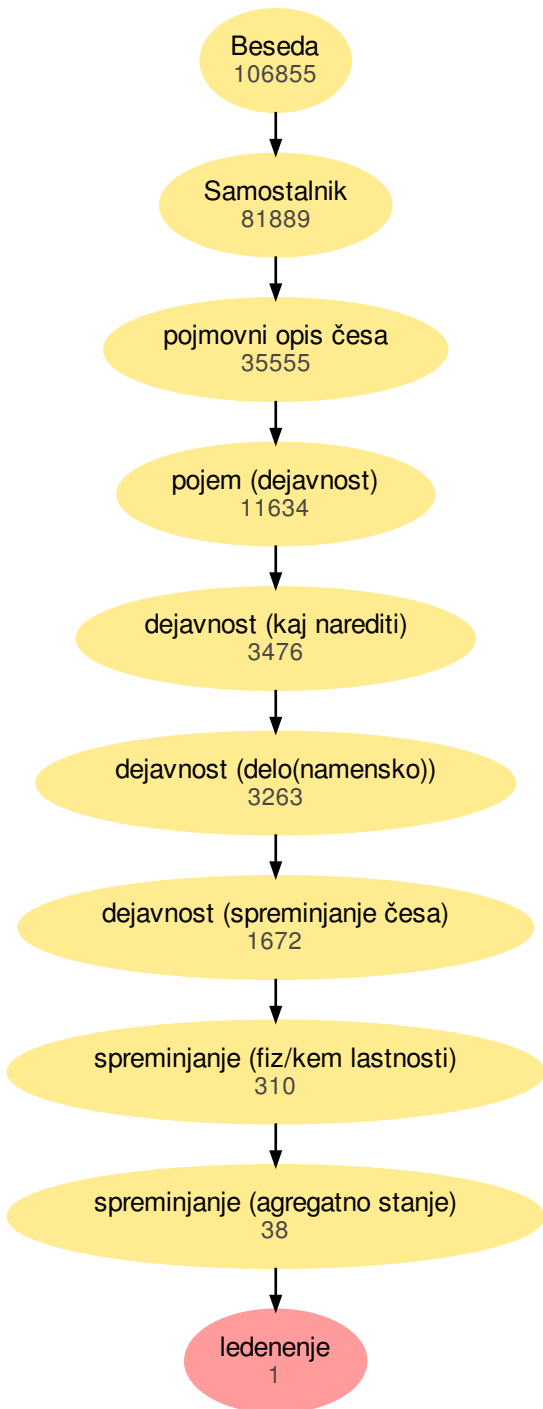 Beseda
106855
Samostalnik
81889
pojmovni opis česa
35555
pojem (dejavnost)
11634
dejavnost (kaj narediti)
3476
dejavnost (delo(namensko))
3263
dejavnost (spreminjanje česa)
1672
spreminjanje (fiz/kem lastnosti)
310
spreminjanje (agregatno stanje)
38
ledenenje
1